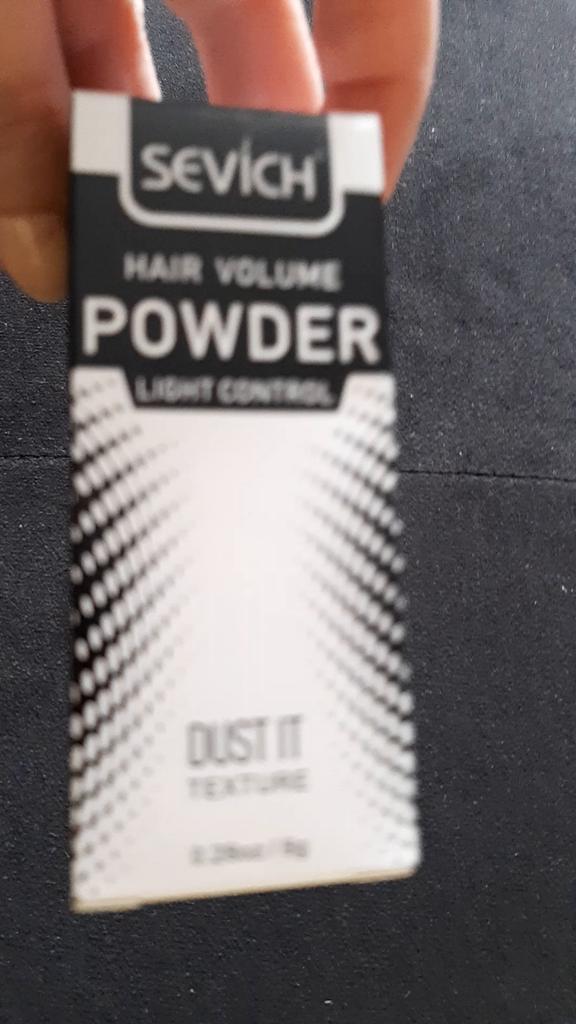 SEVICH
HAIR VOLUME
POWDER
LIGHT CONTROL
DUST IT
TEXTURE